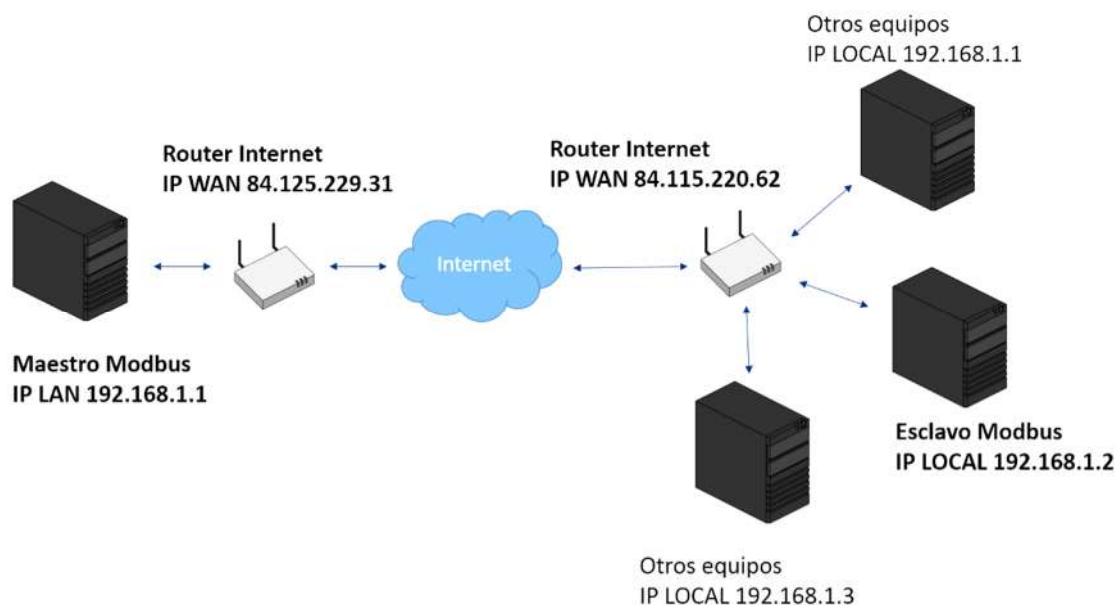 Otros equipos
IP LOCAL 192.168.1.1
Router Internet
IP WAN 84.125.229.31
Router Internet
IP WAN 84.115.220.62
Internet
Maestro Modbus
IP LAN 192.168.1.1
Esclavo Modbus
IP LOCAL 192.168.1.2
Otros equipos
IP LOCAL 192.168.1.3